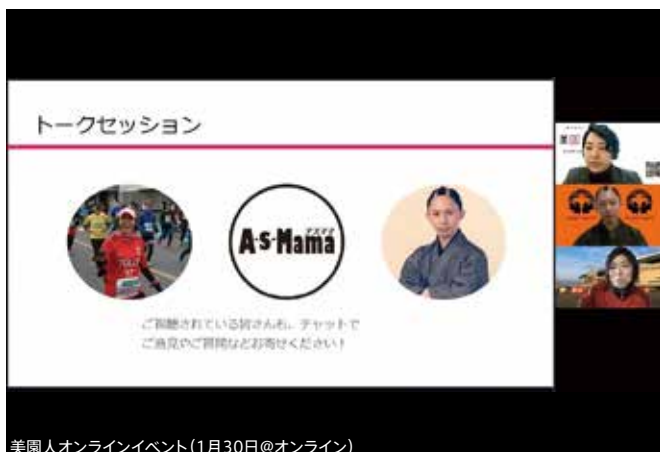 トークセッション
アズママ
A-s-Mama
ご視聴されている皆さんも、チャットで
ご意見やご質問などお寄せください！
美園人オンラインイベント(1月30日@オンライン)